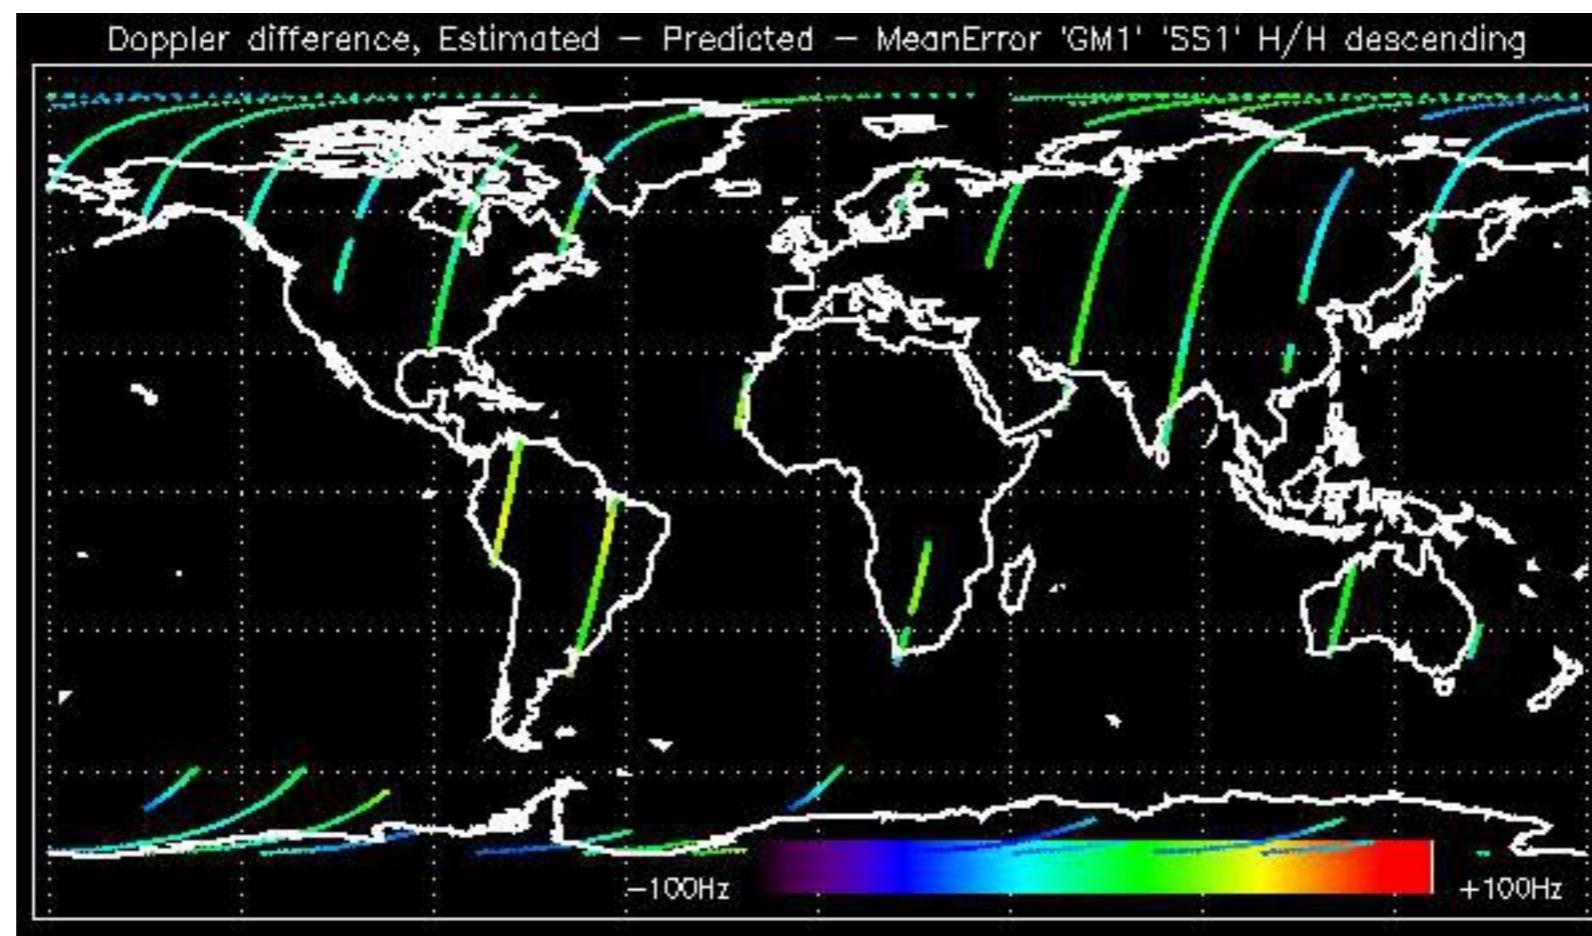 Doppler difference, Estimated — Predicted — MeanError 'GM1' 'SS1' H/H descending
−100Hz +100Hz